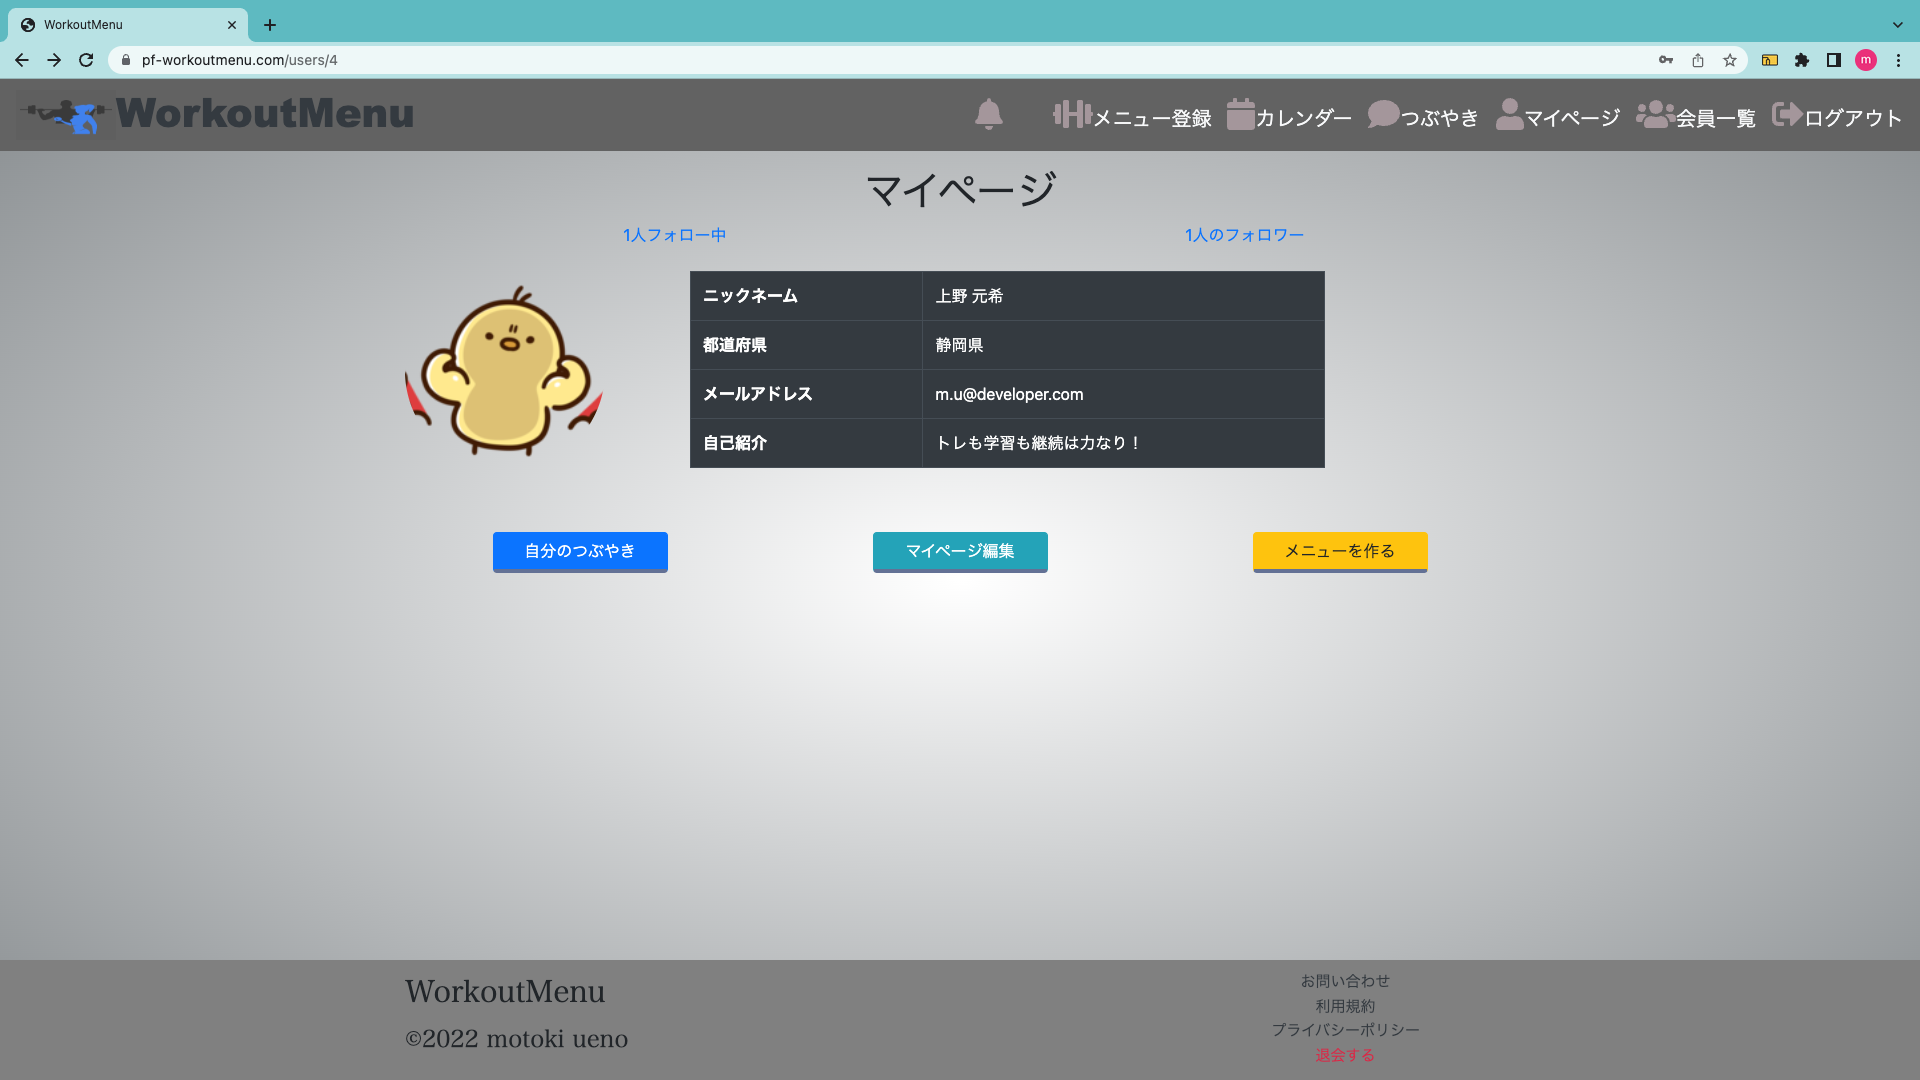 WorkoutMenu
pf-workoutmenu.com/users/4
m
WorkoutMenu
メニュー登録 カレンダー つぶやき マイページ 会員一覧 ログアウト
マイページ
1人フォロー中 1人のフォロワー
ニックネーム 上野 元希
都道府県 静岡県
メールアドレス m.u@developer.com
自己紹介 トレも学習も継続は力なり！
自分のつぶやき マイページ編集 メニューを作る
WorkoutMenu
©2022 motoki ueno
お問い合わせ
利用規約
プライバシーポリシー
退会する